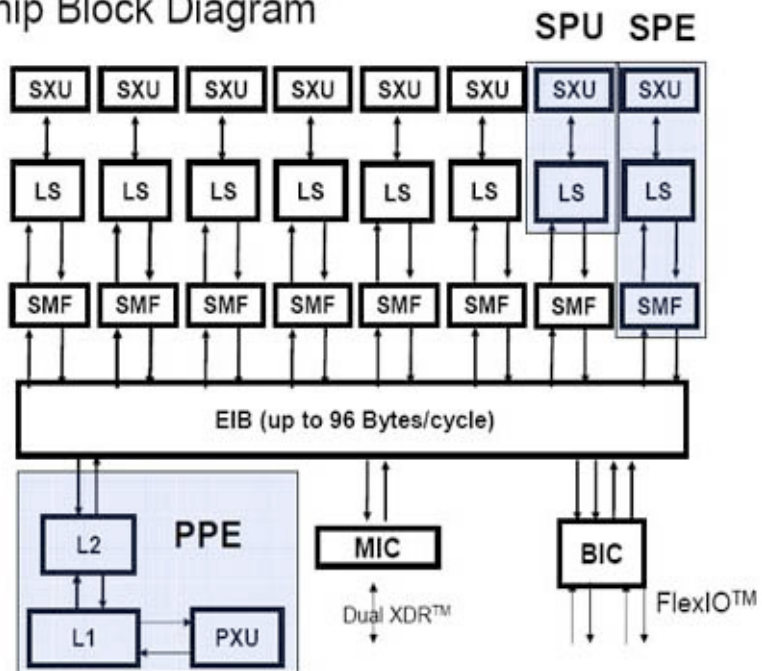 hip Block Diagram
SPU SPE
SXU SXU SXU SXU SXU SXU SXU SXU
LS LS LS LS LS LS LS LS
SMF SMF SMF SMF SMF SMF SMF SMF
EIB (up to 96 Bytes/cycle)
L2 PPE MIC BIC
Dual XDR™ FlexIO™
L1 PXU